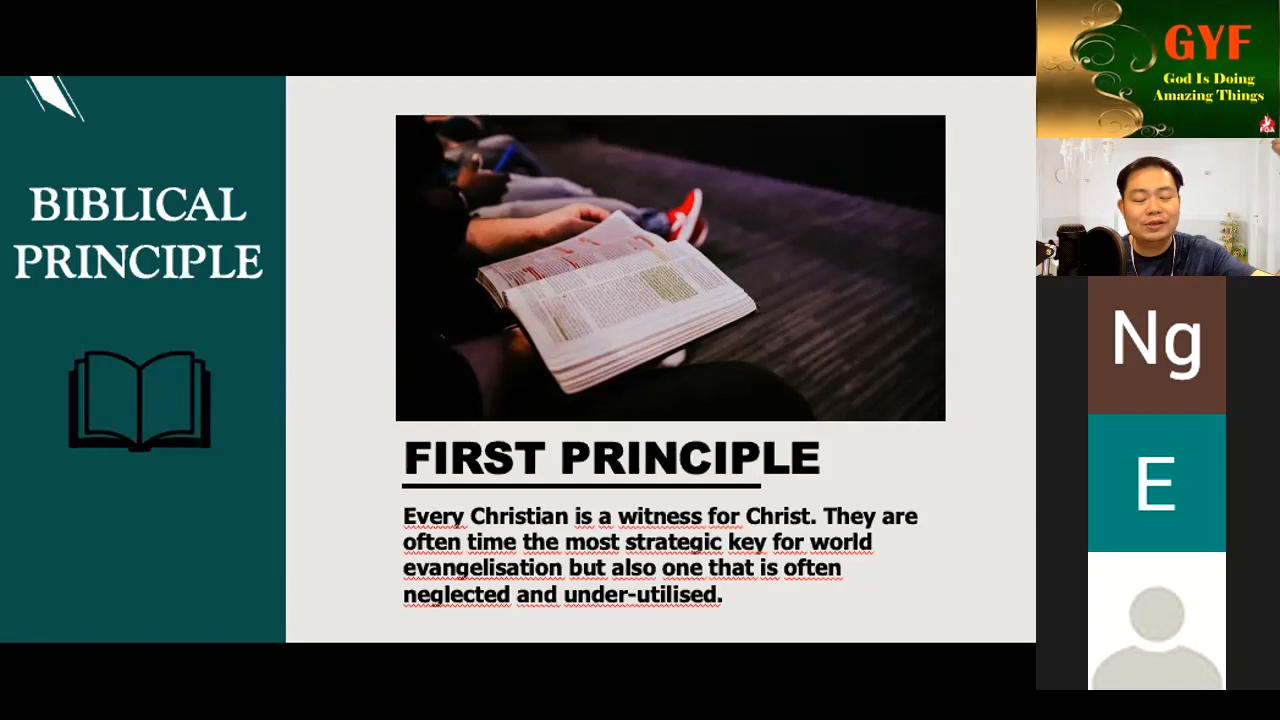 BIBLICAL
PRINCIPLE
FIRST PRINCIPLE
Every Christian is a witness for Christ. They are
often time the most strategic key for world
evangelisation but also one that is often
neglected and under-utilised.
GYF
God Is Doing
Amazing Things
FGA
Ng
E